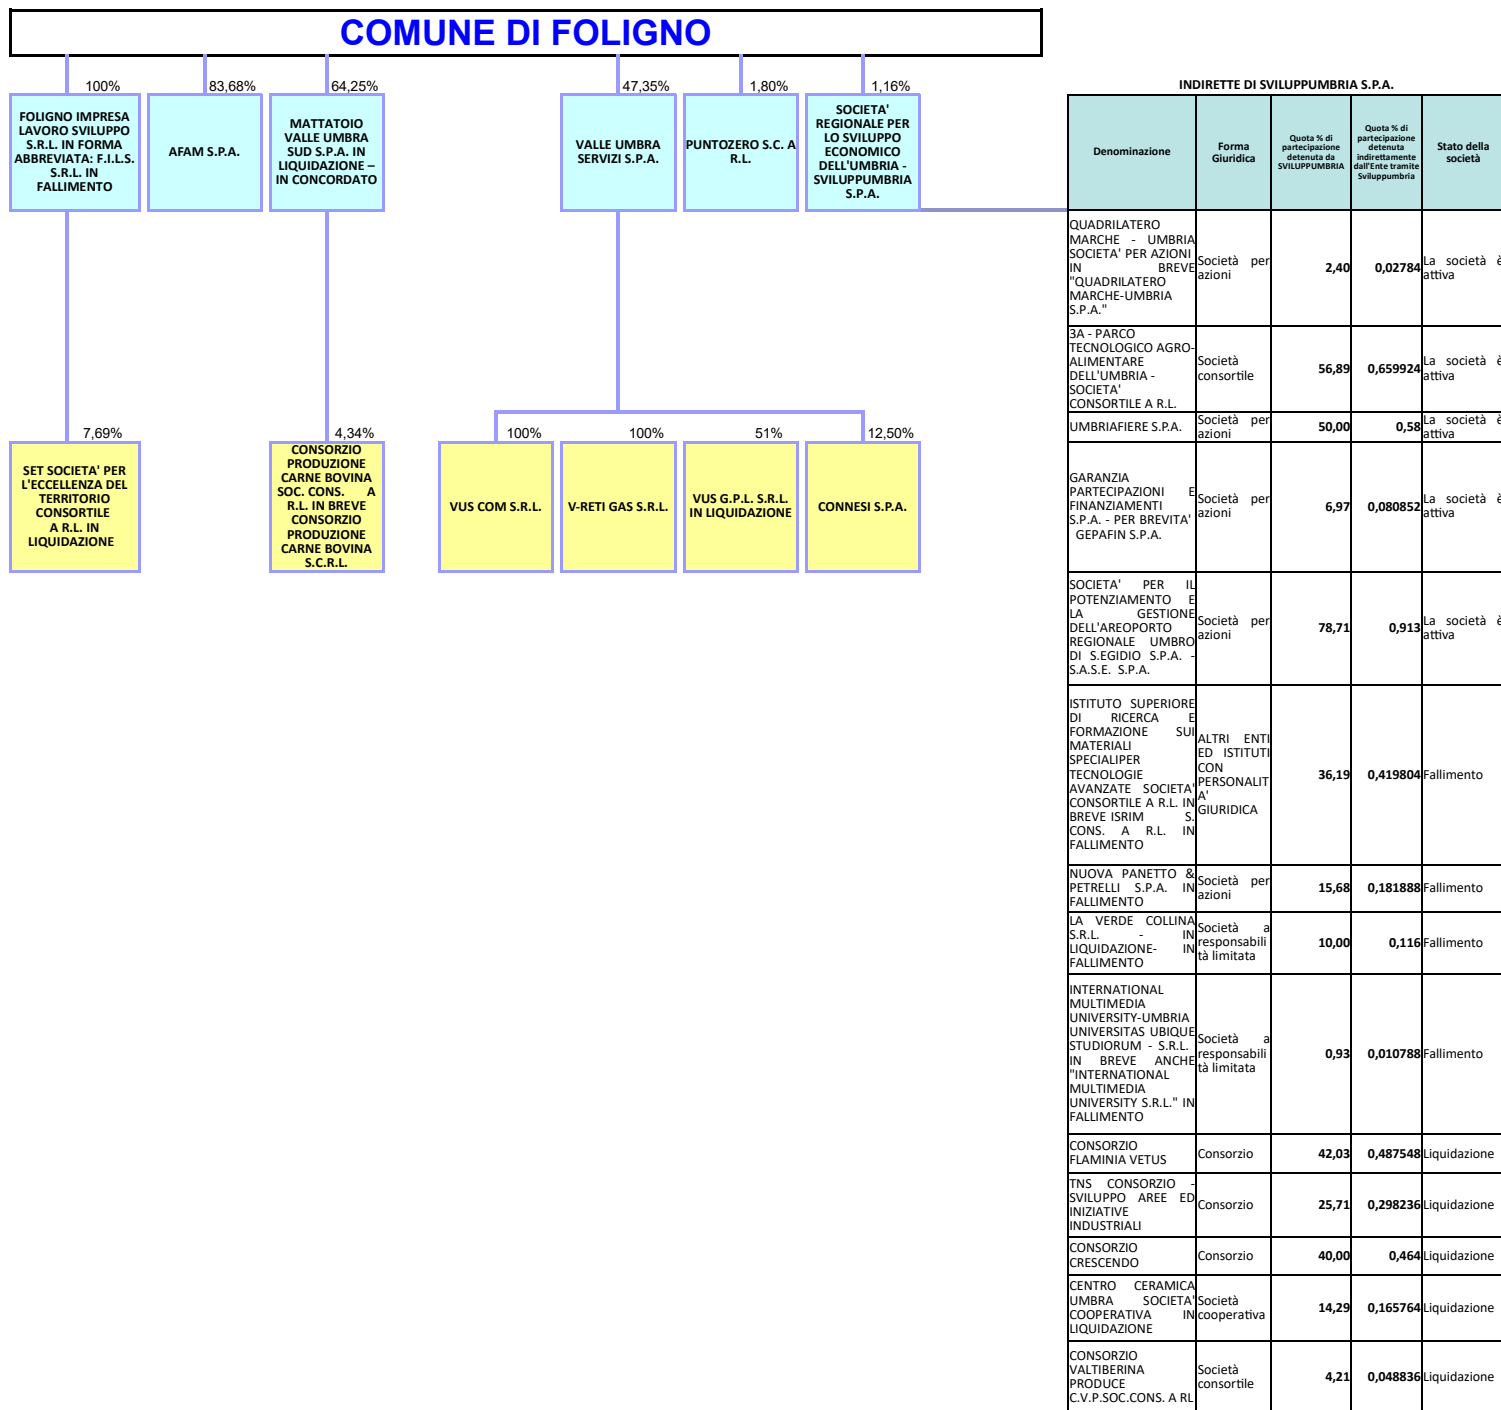 COMUNE DI FOLIGNO
100%
83,68%
64,25%
47,35%
1,80%
1,16%
FOLIGNO IMPRESA
LAVORO SVILUPPO
S.R.L. IN FORMA
ABBREVIATA: F.I.L.S.
S.R.L. IN
FALLIMENTO
AFAM S.P.A.
MATTATOIO
VALLE UMBRA
SUD S.P.A. IN
LIQUIDAZIONE –
IN CONCORDATO
VALLE UMBRA
SERVIZI S.P.A.
PUNTOZERO S.C. A
R.L.
SOCIETA'
REGIONALE PER
LO SVILUPPO
ECONOMICO
DELL'UMBRIA -
SVILUPPUMBRIA
S.P.A.
7,69%
4,34%
100%
100%
51%
12,50%
SET SOCIETA' PER
L'ECCELLENZA DEL
TERRITORIO
CONSORTILE
A R.L. IN
LIQUIDAZIONE
CONSORZIO
PRODUZIONE
CARNE BOVINA
SOC. CONS. A
R.L. IN BREVE
CONSORZIO
PRODUZIONE
CARNE BOVINA
S.C.R.L.
VUS COM S.R.L.
V-RETI GAS S.R.L.
VUS G.P.L. S.R.L.
IN LIQUIDAZIONE
CONNESI S.P.A.
INDIRETTE DI SVILUPPUMBRIA S.P.A.
Denominazione
Forma
Giuridica
Quota % di
partecipazione
detenuta da
SVILUPPUMBRIA
Quota % di
partecipazione
detenuta
indirettamente
dall'Ente tramite
Sviluppumbria
Stato della
società
QUADRILATERO
MARCHE - UMBRIA
SOCIETA' PER AZIONI
IN BREVE
"QUADRILATERO
MARCHE-UMBRIA
S.P.A."
Società per
azioni
2,40
0,02784
La società è
attiva
3A - PARCO
TECNOLOGICO AGRO-
ALIMENTARE
DELL'UMBRIA -
SOCIETA'
CONSORTILE A R.L.
Società
consortile
56,89
0,659924
La società è
attiva
UMBRIAFIERE S.P.A.
Società per
azioni
50,00
0,58
La società è
attiva
GARANZIA
PARTECIPAZIONI E
FINANZIAMENTI
S.P.A. - PER BREVITA'
GEPAFIN S.P.A.
Società per
azioni
6,97
0,080852
La società è
attiva
SOCIETA' PER IL
POTENZIAMENTO E
LA GESTIONE
DELL'AREOPORTO
REGIONALE UMBRO
DI S.EGIDIO S.P.A. -
S.A.S.E. S.P.A.
Società per
azioni
78,71
0,913
La società è
attiva
ISTITUTO SUPERIORE
DI RICERCA E
FORMAZIONE SUI
MATERIALI
SPECIALIPER
TECNOLOGIE
AVANZATE SOCIETA'
CONSORTILE A R.L. IN
BREVE ISRIM S.
CONS. A R.L. IN
FALLIMENTO
ALTRI ENTI
ED ISTITUTI
CON
PERSONALIT
A'
GIURIDICA
36,19
0,419804
Fallimento
NUOVA PANETTO &
PETRELLI S.P.A. IN
FALLIMENTO
Società per
azioni
15,68
0,181888
Fallimento
LA VERDE COLLINA
S.R.L. - IN
LIQUIDAZIONE- IN
FALLIMENTO
Società a
responsabili
tà limitata
10,00
0,116
Fallimento
INTERNATIONAL
MULTIMEDIA
UNIVERSITY-UMBRIA
UNIVERSITAS UBIQUE
STUDIORUM - S.R.L.
IN BREVE ANCHE
"INTERNATIONAL
MULTIMEDIA
UNIVERSITY S.R.L." IN
FALLIMENTO
Società a
responsabili
tà limitata
0,93
0,010788
Fallimento
CONSORZIO
FLAMINIA VETUS
Consorzio
42,03
0,487548
Liquidazione
TNS CONSORZIO -
SVILUPPO AREE ED
INIZIATIVE
INDUSTRIALI
Consorzio
25,71
0,298236
Liquidazione
CONSORZIO
CRESCENDO
Consorzio
40,00
0,464
Liquidazione
CENTRO CERAMICA
UMBRA SOCIETA'
COOPERATIVA IN
LIQUIDAZIONE
Società
cooperativa
14,29
0,165764
Liquidazione
CONSORZIO
VALTIBERINA
PRODUCE
C.V.P.SOC.CONS. A RL
Società
consortile
4,21
0,048836
Liquidazione